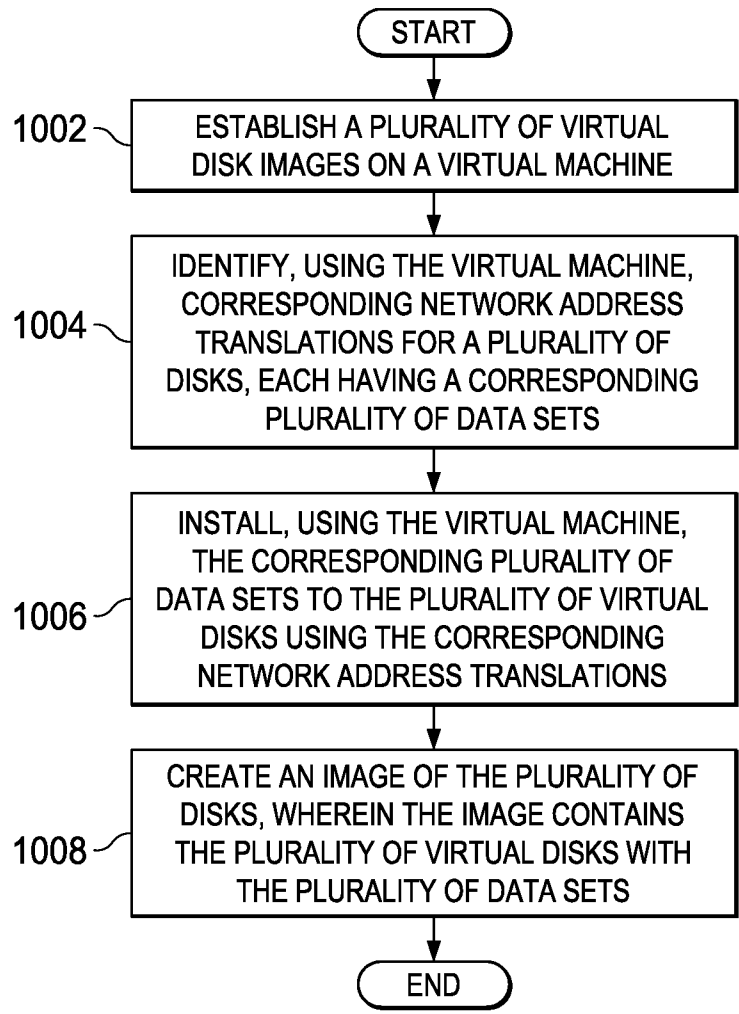 START
1002
ESTABLISH A PLURALITY OF VIRTUAL
DISK IMAGES ON A VIRTUAL MACHINE
1004
IDENTIFY, USING THE VIRTUAL MACHINE,
CORRESPONDING NETWORK ADDRESS
TRANSLATIONS FOR A PLURALITY OF
DISKS, EACH HAVING A CORRESPONDING
PLURALITY OF DATA SETS
1006
INSTALL, USING THE VIRTUAL MACHINE,
THE CORRESPONDING PLURALITY OF
DATA SETS TO THE PLURALITY OF VIRTUAL
DISKS USING THE CORRESPONDING
NETWORK ADDRESS TRANSLATIONS
1008
CREATE AN IMAGE OF THE PLURALITY OF
DISKS, WHEREIN THE IMAGE CONTAINS
THE PLURALITY OF VIRTUAL DISKS WITH
THE PLURALITY OF DATA SETS
END